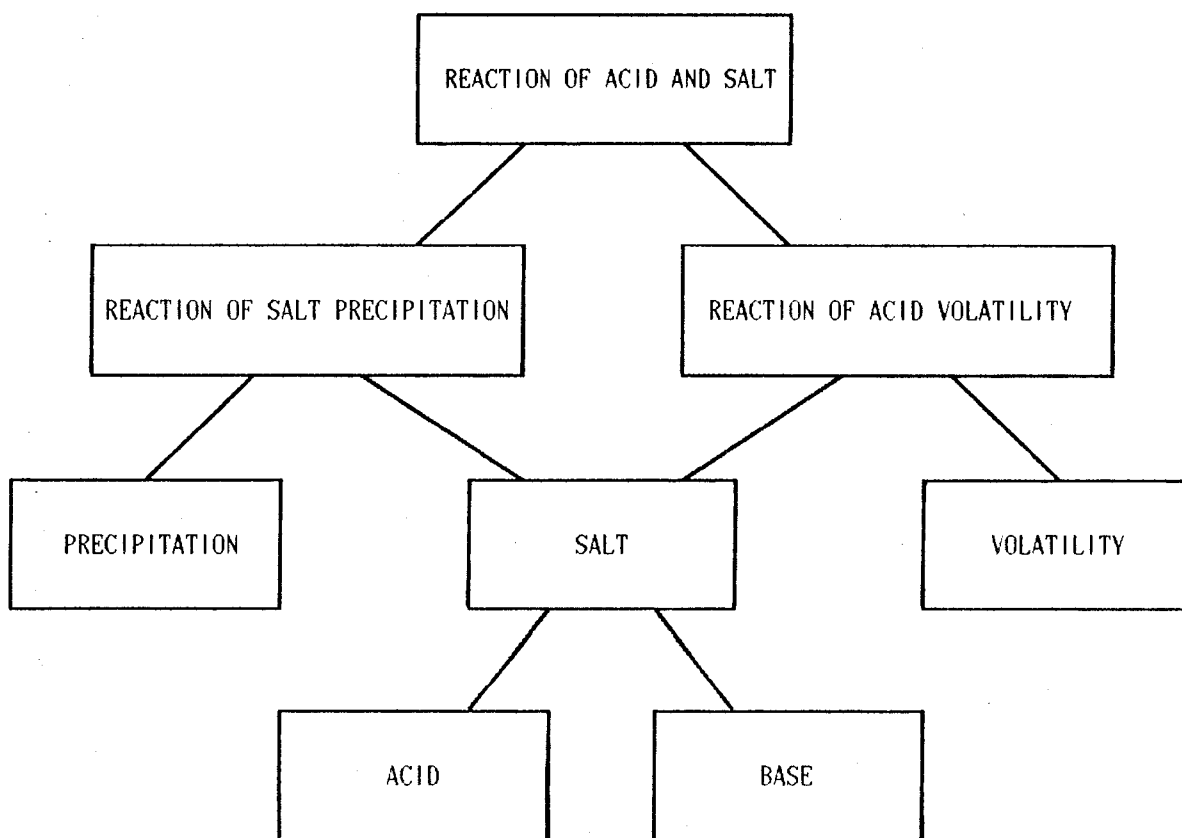 REACTION OF ACID AND SALT
REACTION OF SALT PRECIPITATION
REACTION OF ACID VOLATILITY
PRECIPITATION
SALT
VOLATILITY
ACID
BASE